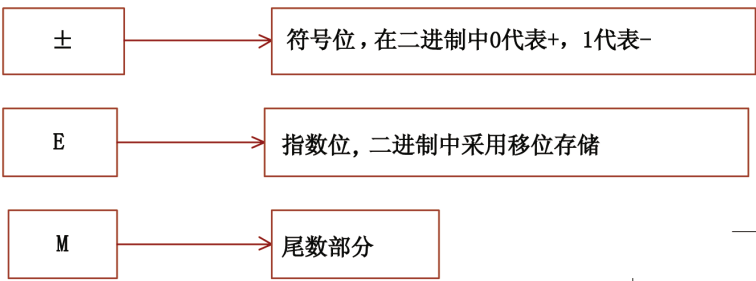 ±
符号位,在二进制中0代表+,1代表-
E
指数位,二进制中采用移位存储
M
尾数部分